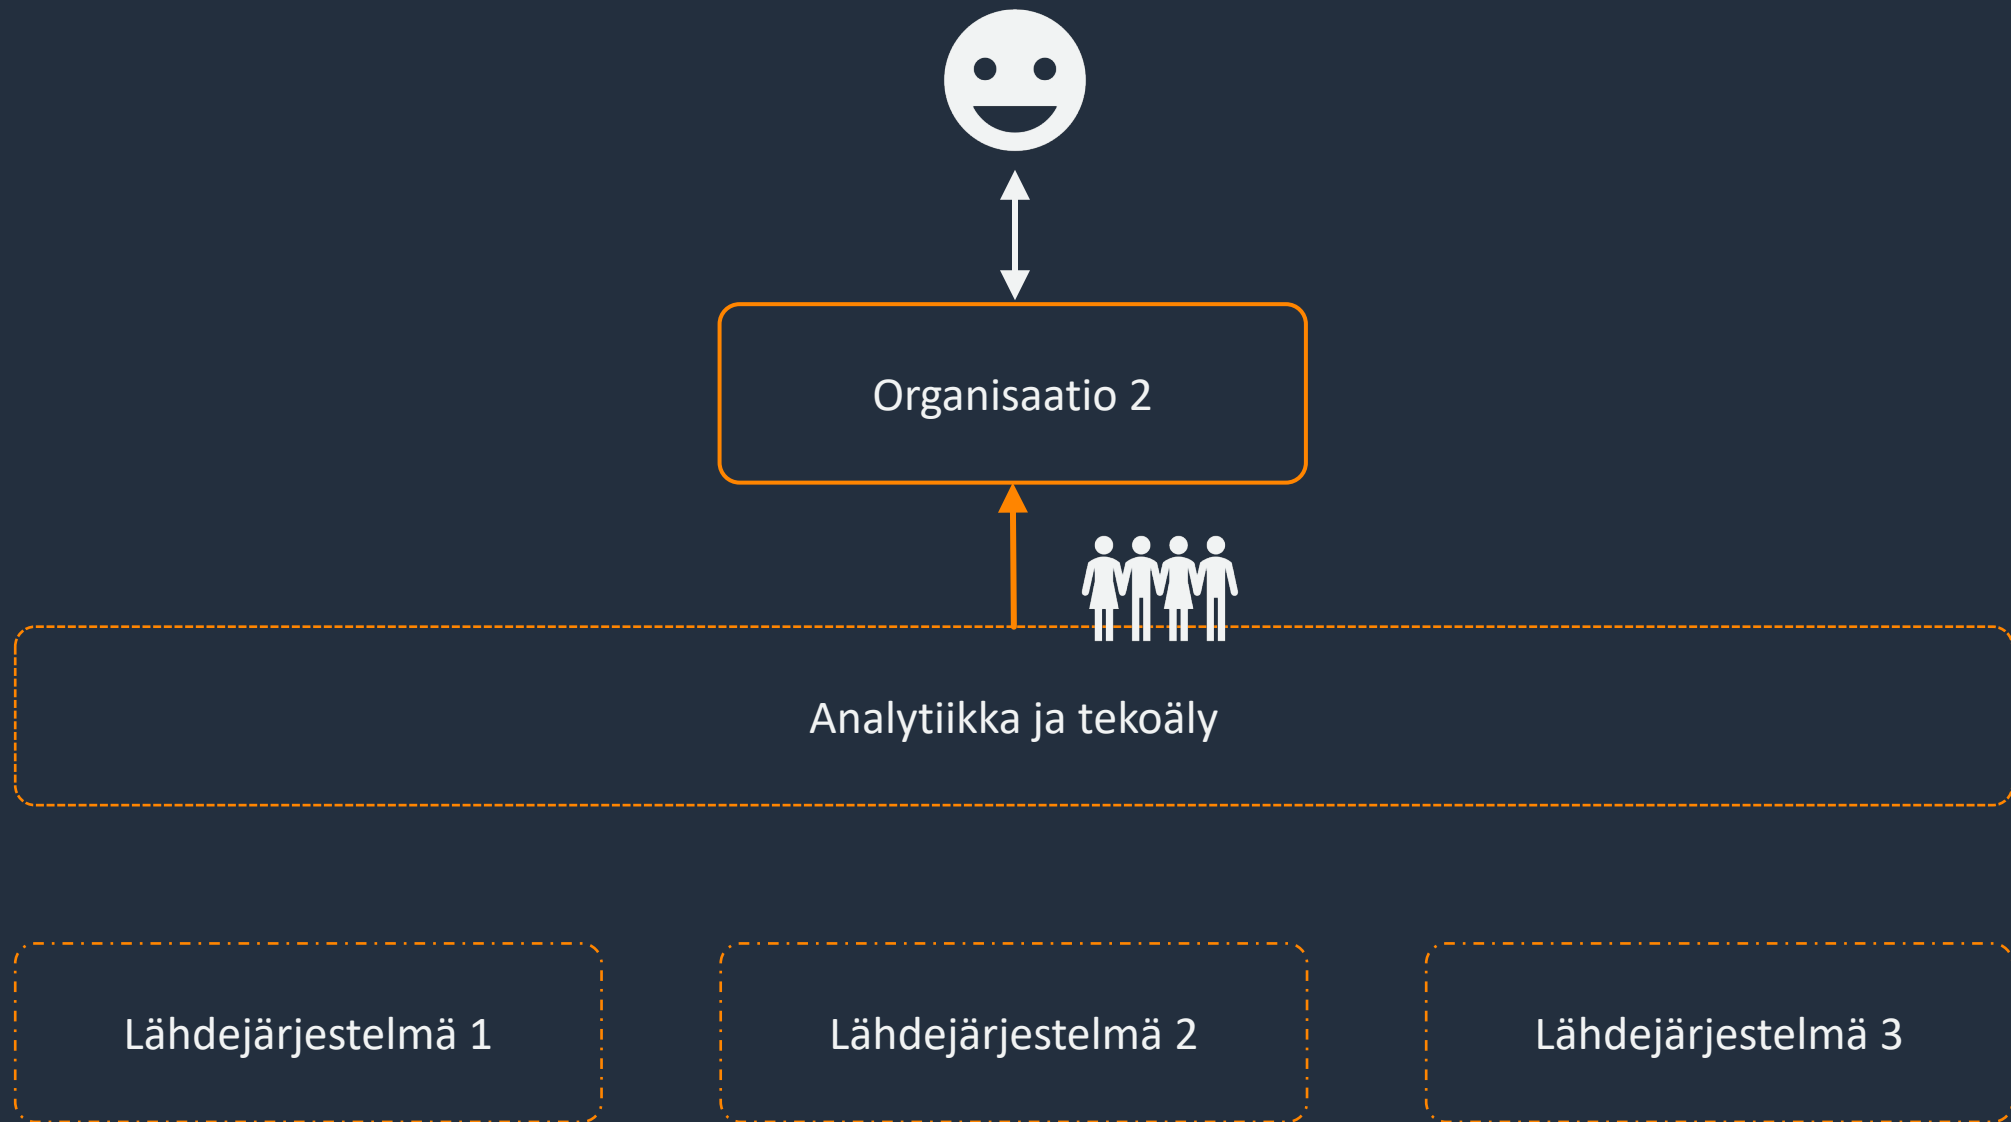 Organisaatio 2
Analytiikka ja tekoäly
Lähdejärjestelmä 1
Lähdejärjestelmä 2
Lähdejärjestelmä 3